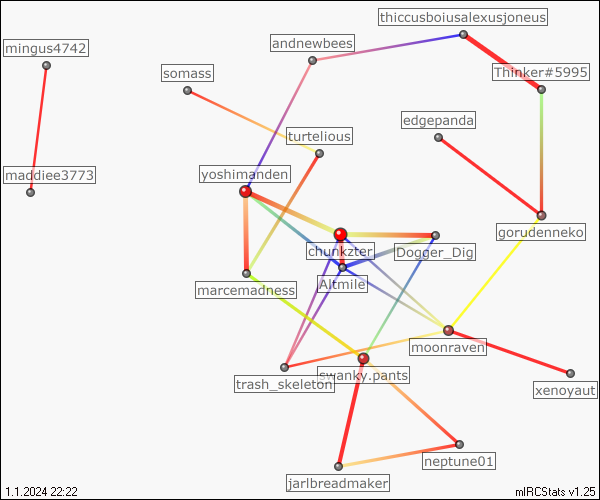 thiccusboiusalexusjoneus
mingus4742
andnewbees
somass
Thinker#5995
edgepanda
turtelious
maddiee3773
yoshimanden
gorudenneko
chunkzter
Dogger_Dig
Altmile
marcemadness
moonraven
trash_skeleton
swanky.pants
xenoyaut
neptune01
jarlbreadmaker
1.1.2024 22:22
mIRCStats v1.25